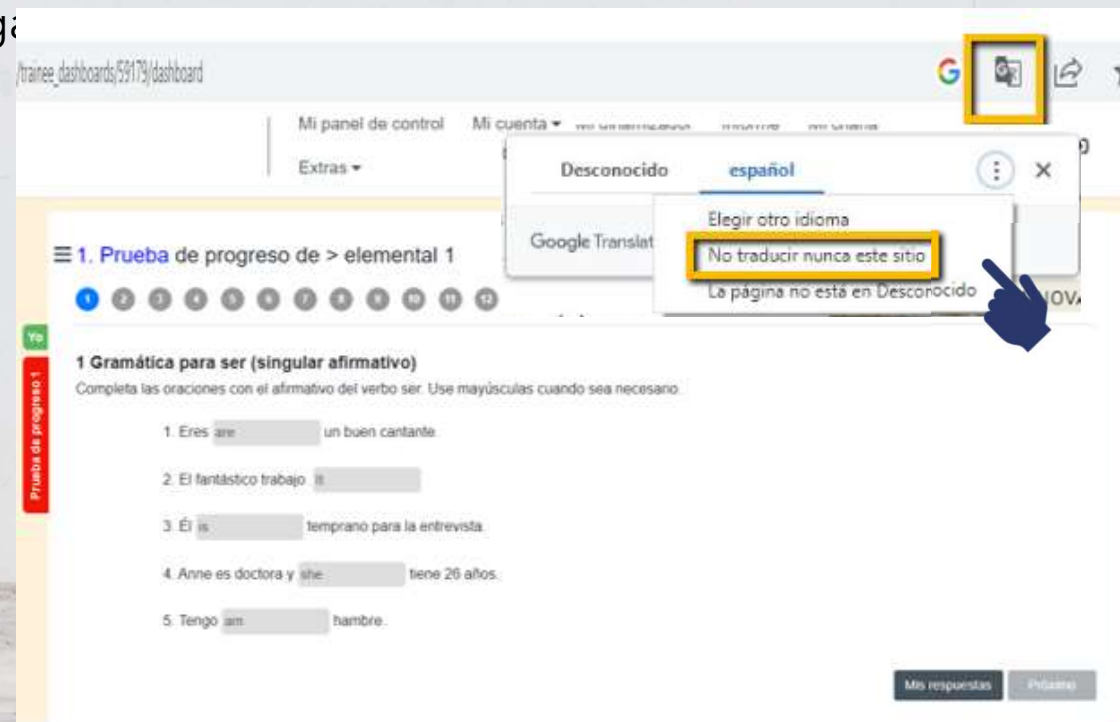 /trainee_dashboards/59179/dashboard
Mi panel de control Mi cuenta
Extras
Desconocido español
Elegir otro idioma
Google Translat
No traducir nunca este sitio
La página no está en Desconocido
1. Prueba de progreso de > elemental 1
1 2 3 4 5 6 7 8 9 10 11 12
Yo
Prueba de progreso 1
1 Gramática para ser (singular afirmativo)
Completa las oraciones con el afirmativo del verbo ser. Use mayúsculas cuando sea necesario.
1. Eres are un buen cantante.
2. El fantástico trabajo.
3. Él is temprano para la entrevista.
4. Anne es doctora y she tiene 26 años.
5. Tengo am hambre.
Mis respuestas Próximo